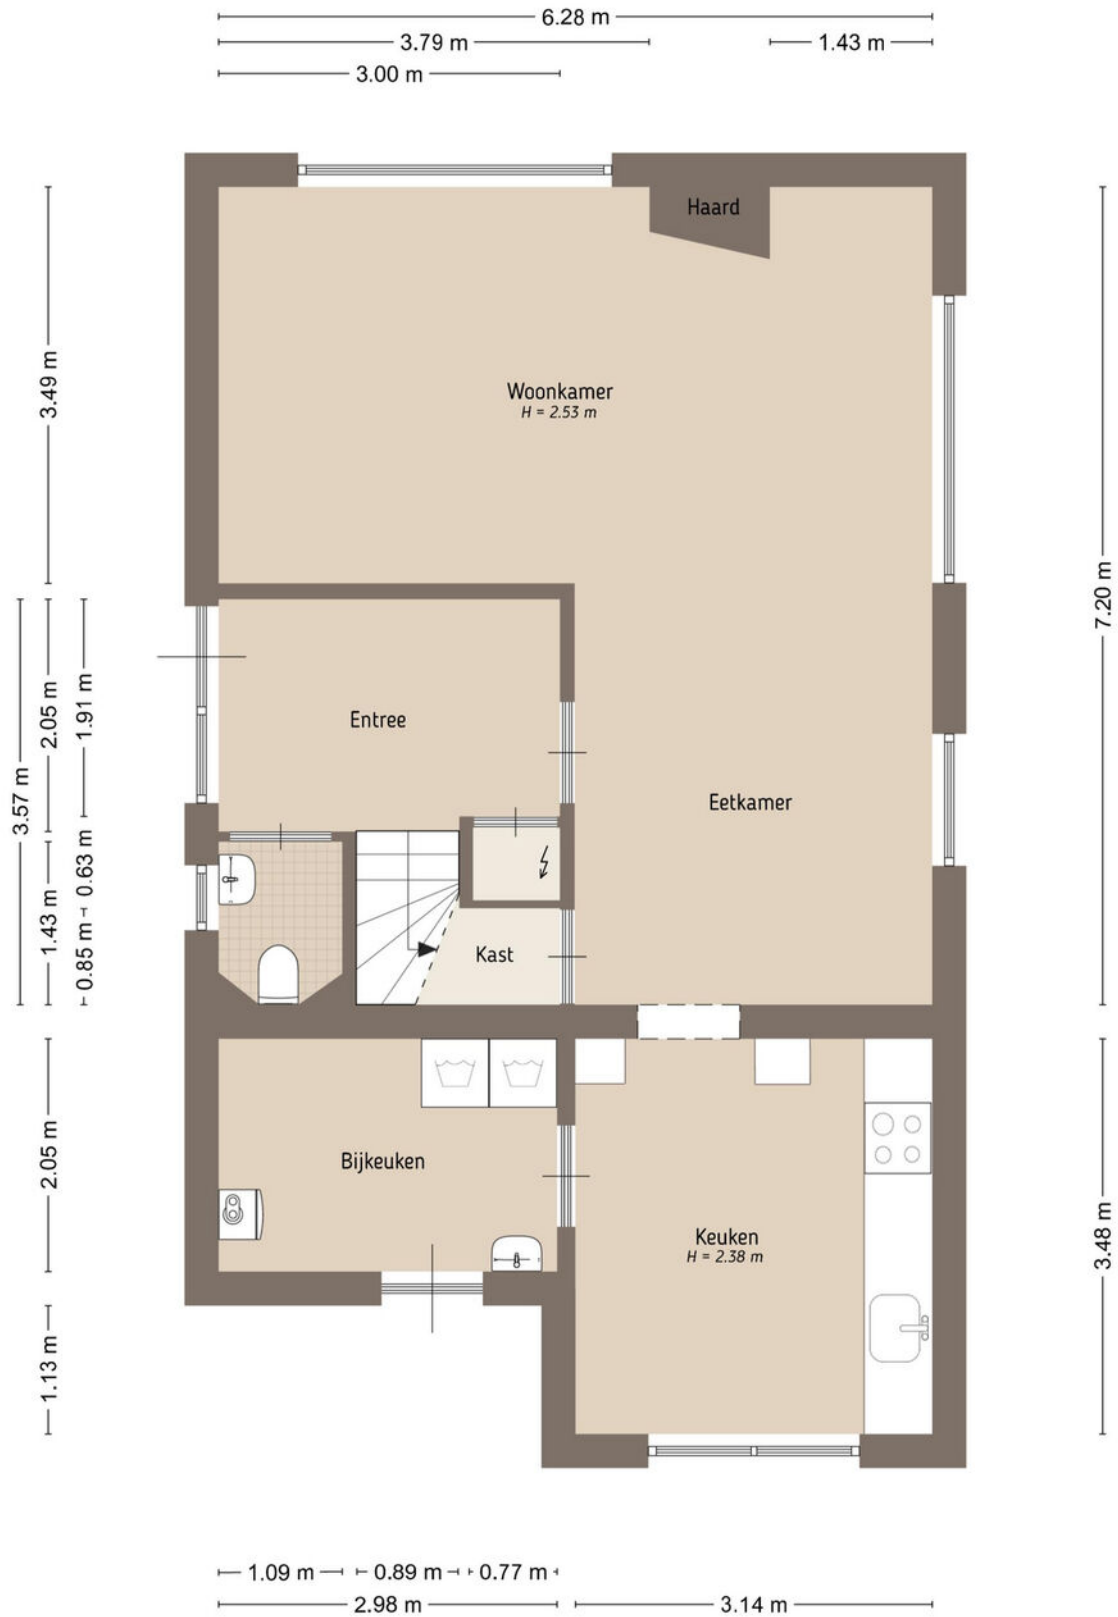 6.28 m
3.79 m
1.43 m
3.00 m
Haard
3.49 m
Woonkamer
H = 2.53 m
7.20 m
Entree
1.91 m
2.05 m
3.57 m
Eetkamer
0.63 m
1.43 m
0.85 m
Kast
2.05 m
Bijkeuken
Keuken
H = 2.38 m
3.48 m
1.13 m
1.09 m
0.89 m
0.77 m
2.98 m
3.14 m